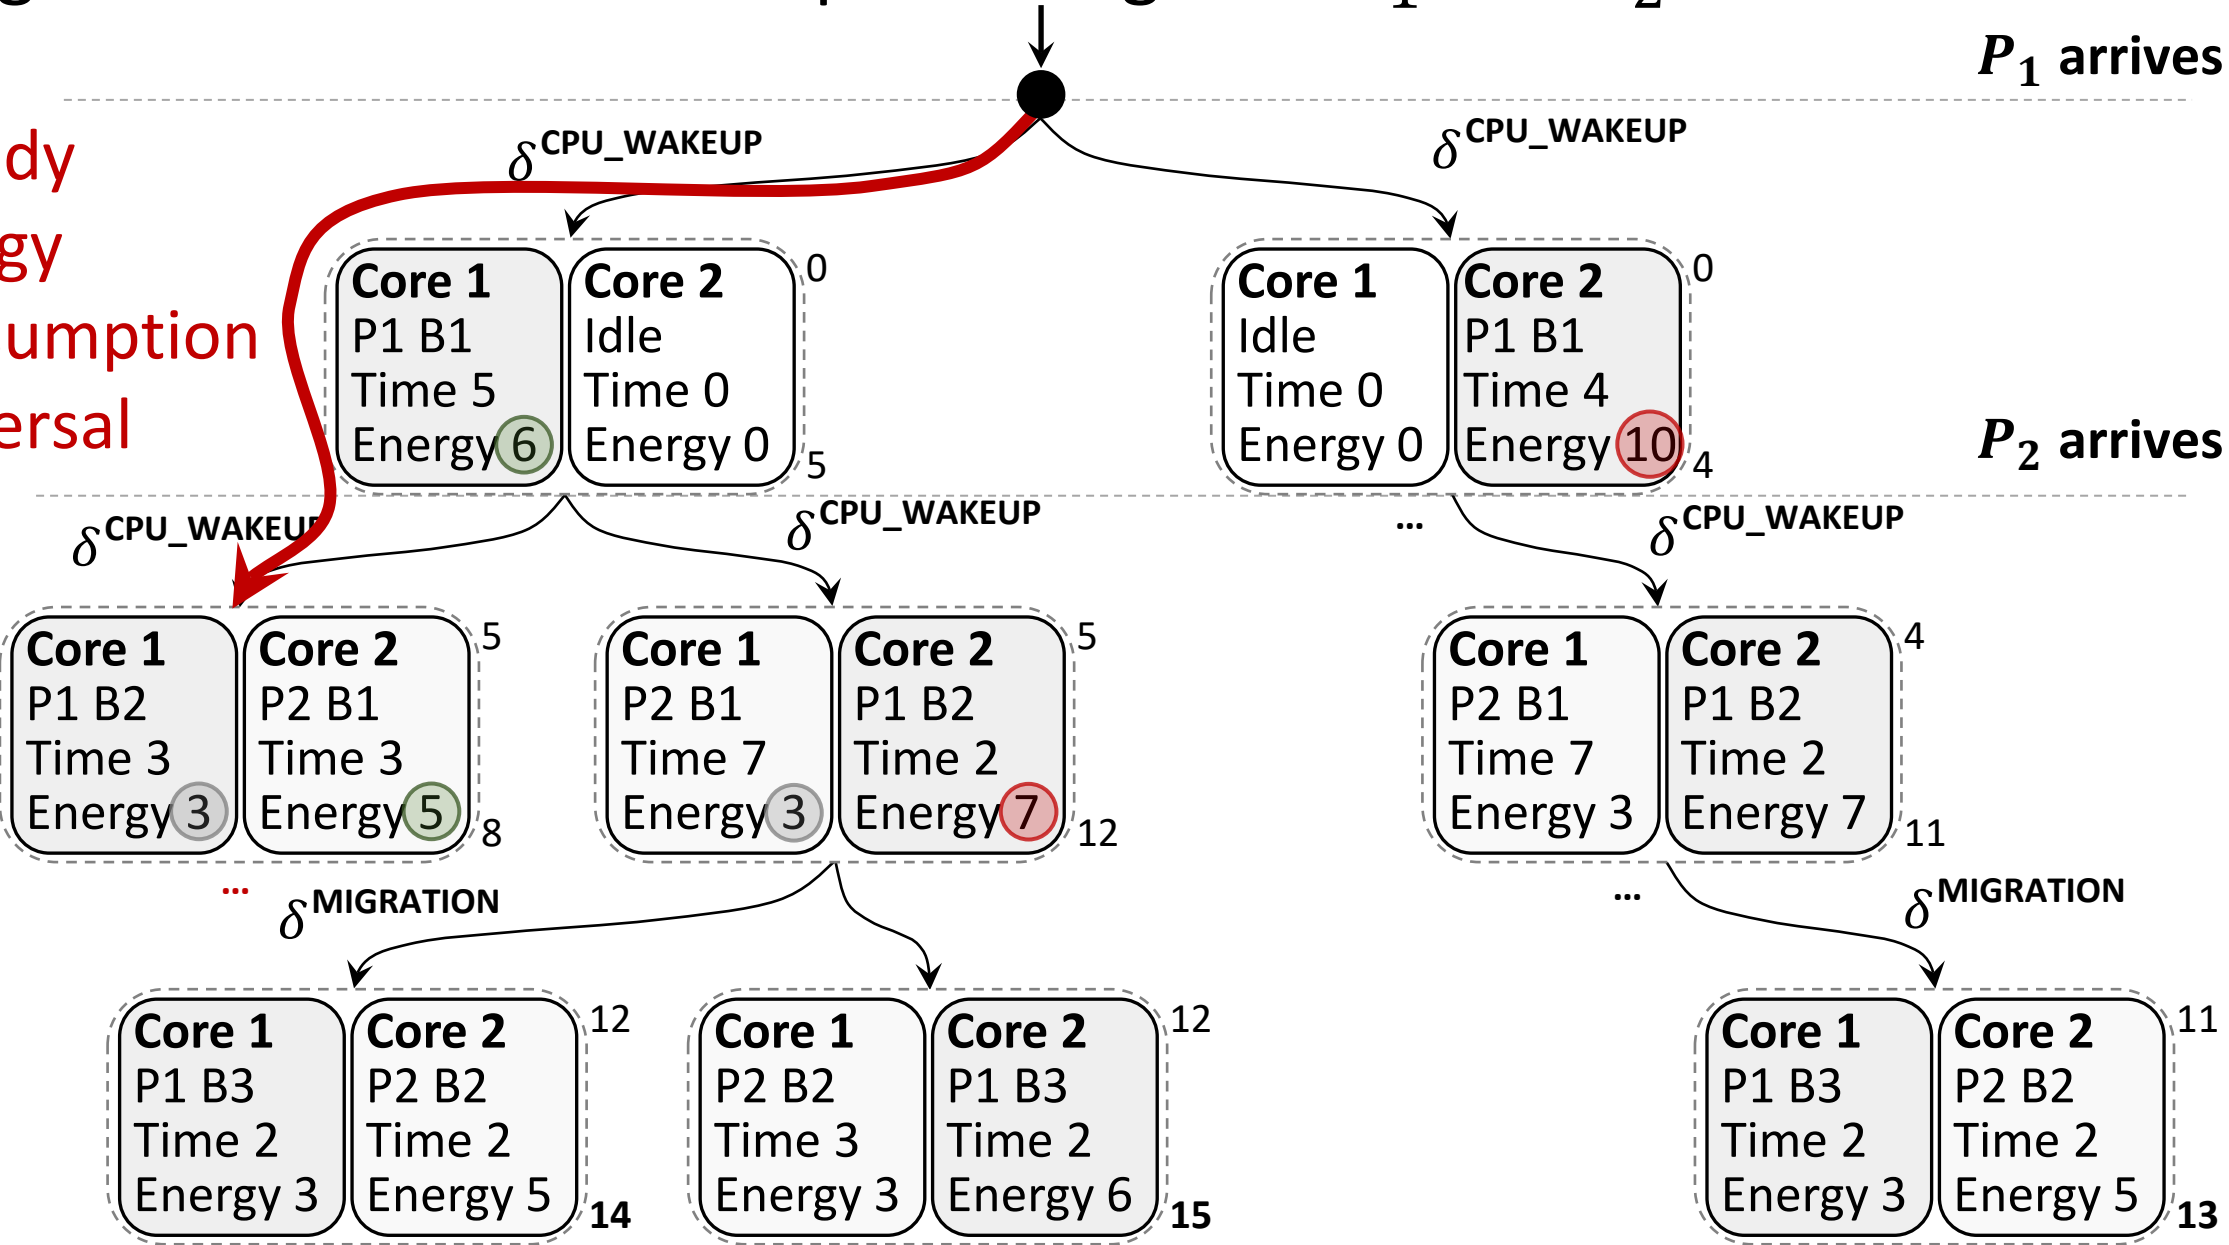 P₁ arrives
δ^CPU_WAKEUP
δ^CPU_WAKEUP
dy
gy
umption
ersal
Core 1
P1 B1
Time 5
Energy 6
Core 2
Idle
Time 0
Energy 0
0
5
Core 1
Idle
Time 0
Energy 0
Core 2
P1 B1
Time 4
Energy 10
0
4
P₂ arrives
δ^CPU_WAKEUP
δ^CPU_WAKEUP
...
δ^CPU_WAKEUP
Core 1
P1 B2
Time 3
Energy 3
Core 2
P2 B1
Time 3
Energy 5
5
8
Core 1
P2 B1
Time 7
Energy 3
Core 2
P1 B2
Time 2
Energy 7
5
12
Core 1
P2 B1
Time 7
Energy 3
Core 2
P1 B2
Time 2
Energy 7
4
11
...
δ^MIGRATION
...
δ^MIGRATION
Core 1
P1 B3
Time 2
Energy 3
Core 2
P2 B2
Time 2
Energy 5
12
14
Core 1
P2 B2
Time 3
Energy 3
Core 2
P1 B3
Time 2
Energy 6
12
15
Core 1
P1 B3
Time 2
Energy 3
Core 2
P2 B2
Time 2
Energy 5
11
13